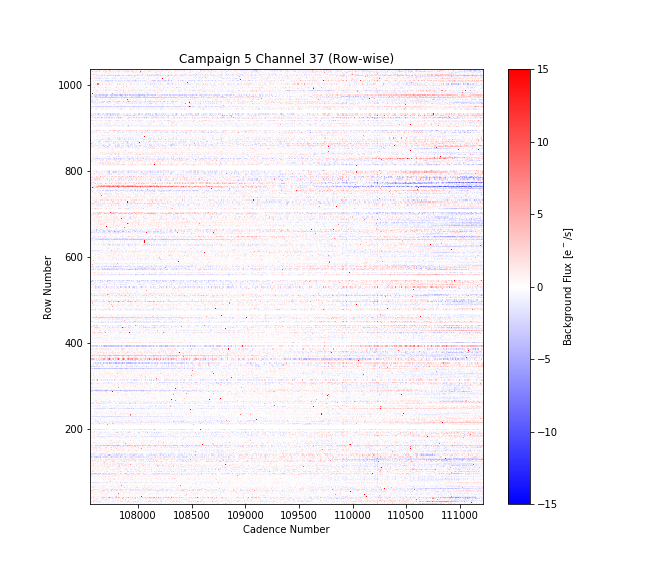 Campaign 5 Channel 37 (Row-wise)
1000
800
600
400
200
Row Number
108000 108500 109000 109500 110000 110500 111000
Cadence Number
15
10
5
0
−5
−10
−15
Background Flux [e⁻/s]